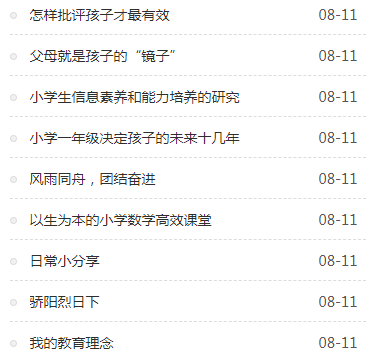 怎样批评孩子才最有效 08-11
父母就是孩子的“镜子” 08-11
小学生信息素养和能力培养的研究 08-11
小学一年级决定孩子的未来十几年 08-11
风雨同舟，团结奋进 08-11
以生为本的小学数学高效课堂 08-11
日常小分享 08-11
骄阳烈日下 08-11
我的教育理念 08-11